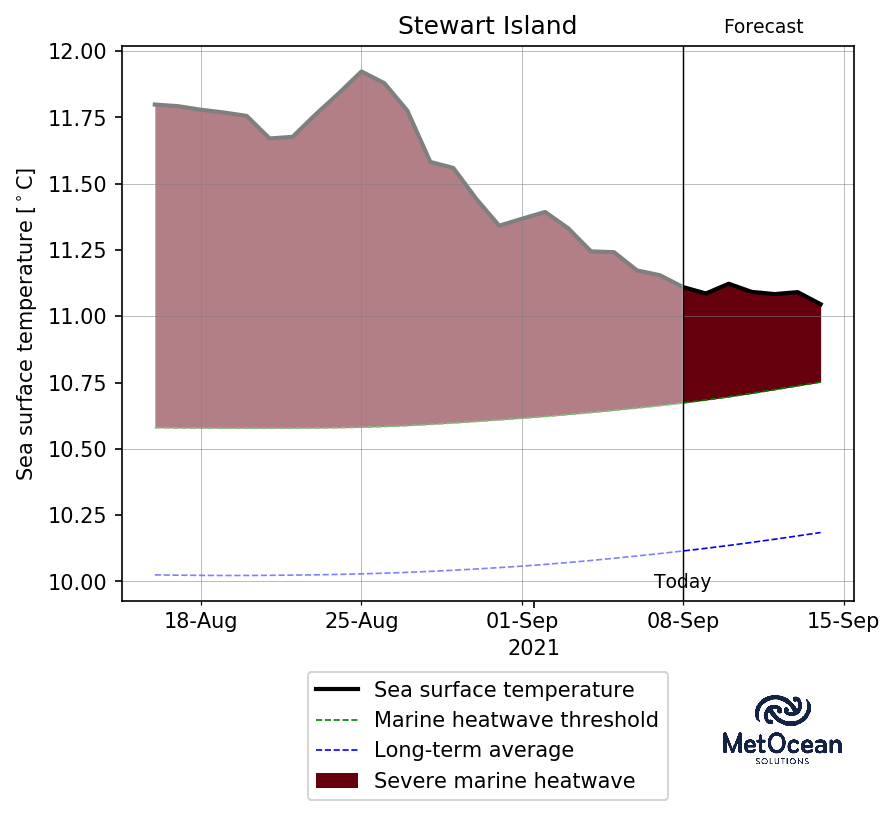 Stewart Island
Forecast
12.00
11.75
11.50
11.25
11.00
10.75
10.50
10.25
10.00
Sea surface temperature [°C]
Today
18-Aug 25-Aug 01-Sep 08-Sep 15-Sep
2021
Sea surface temperature
Marine heatwave threshold
Long-term average
Severe marine heatwave
MetOcean
SOLUTIONS